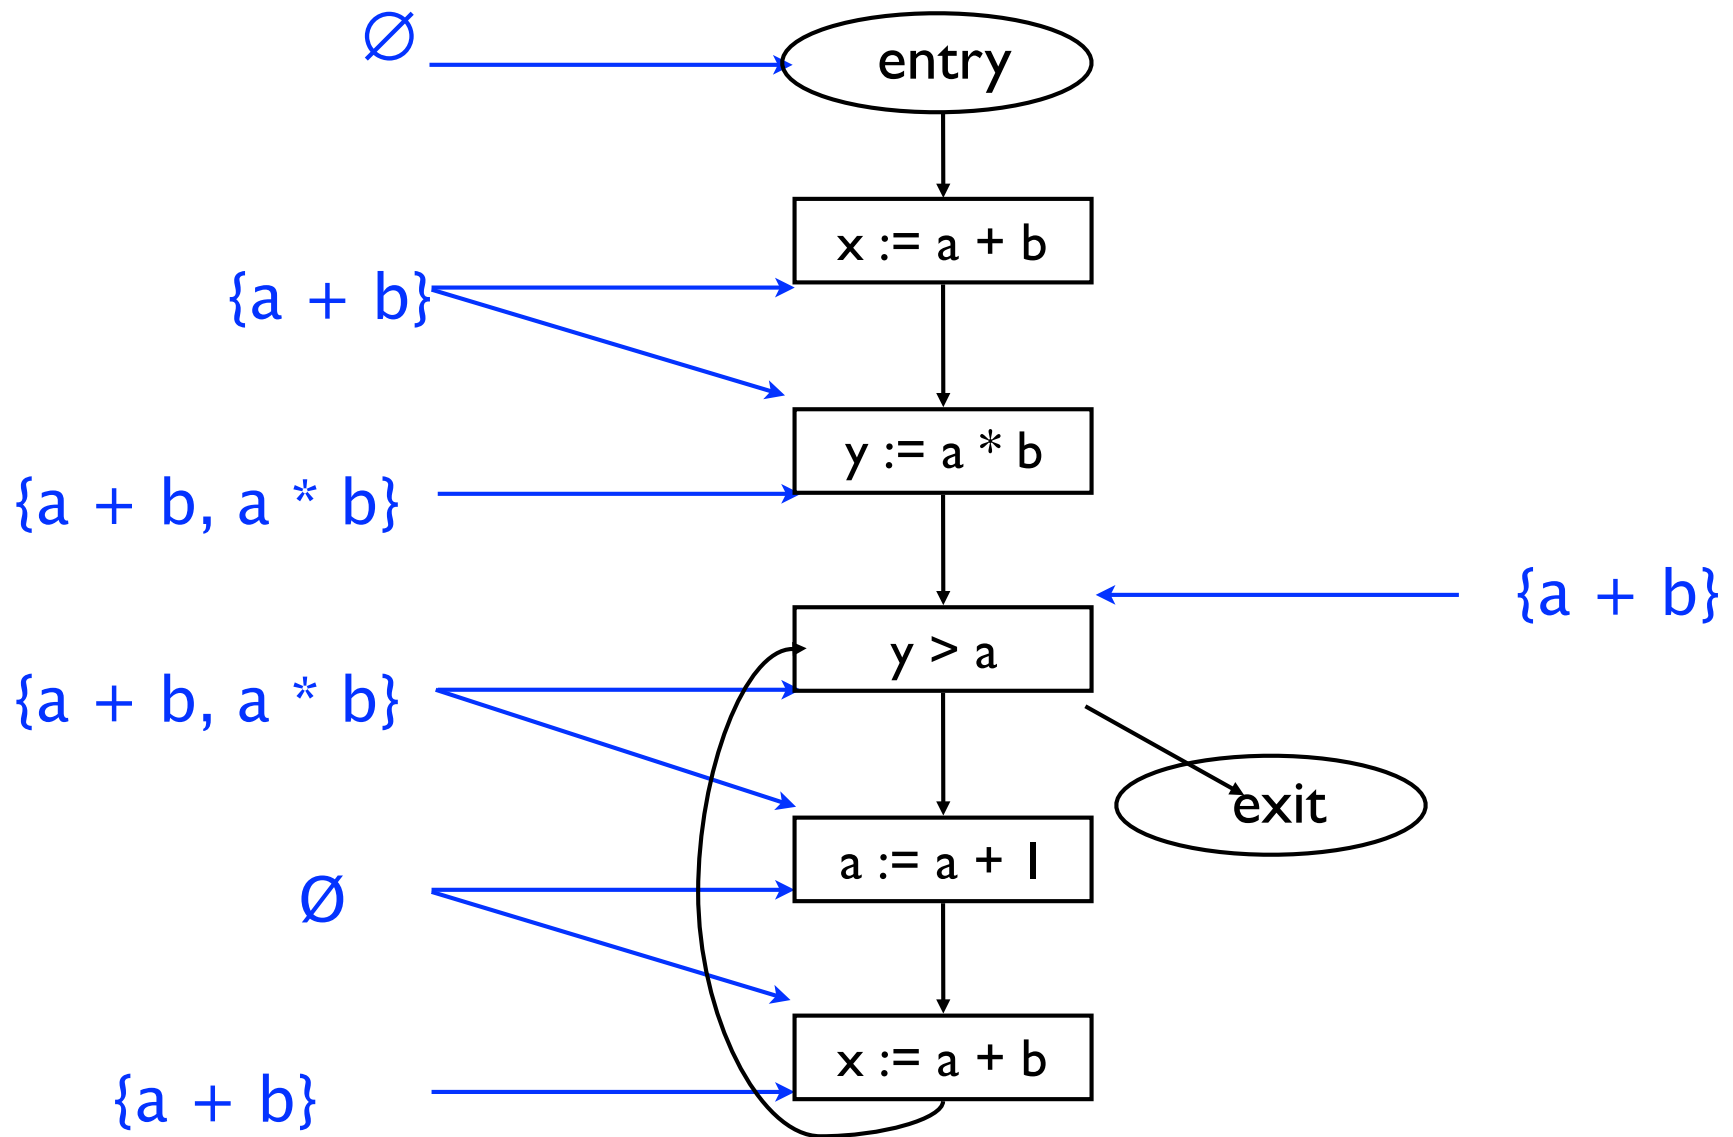 ∅
entry
x := a + b
{a + b}
y := a * b
{a + b, a * b}
{a + b}
y > a
{a + b, a * b}
exit
a := a + 1
Ø
x := a + b
{a + b}